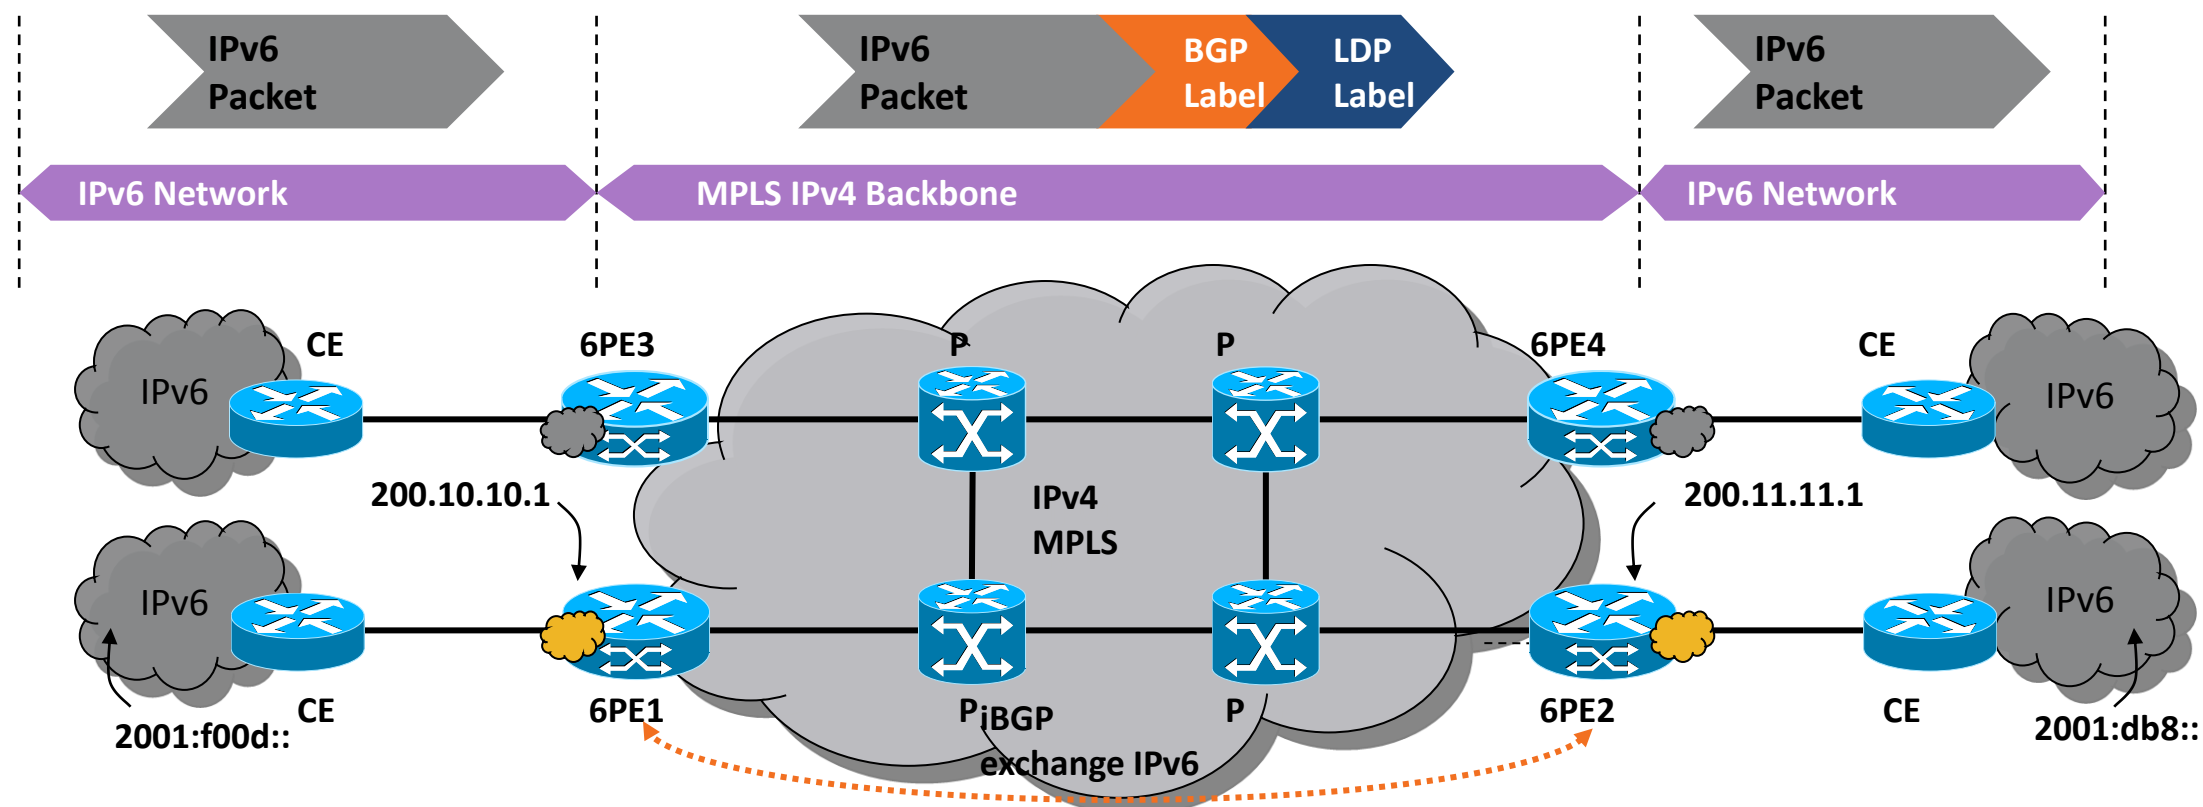 IPv6
Packet
IPv6
Packet
BGP
Label
LDP
Label
IPv6
Packet
IPv6 Network
MPLS IPv4 Backbone
IPv6 Network
CE
6PE3
P
P
6PE4
CE
IPv6
IPv6
200.10.10.1
IPv4
MPLS
200.11.11.1
IPv6
IPv6
2001:f00d::
CE
6PE1
P
iBGP
exchange IPv6
P
6PE2
CE
2001:db8::